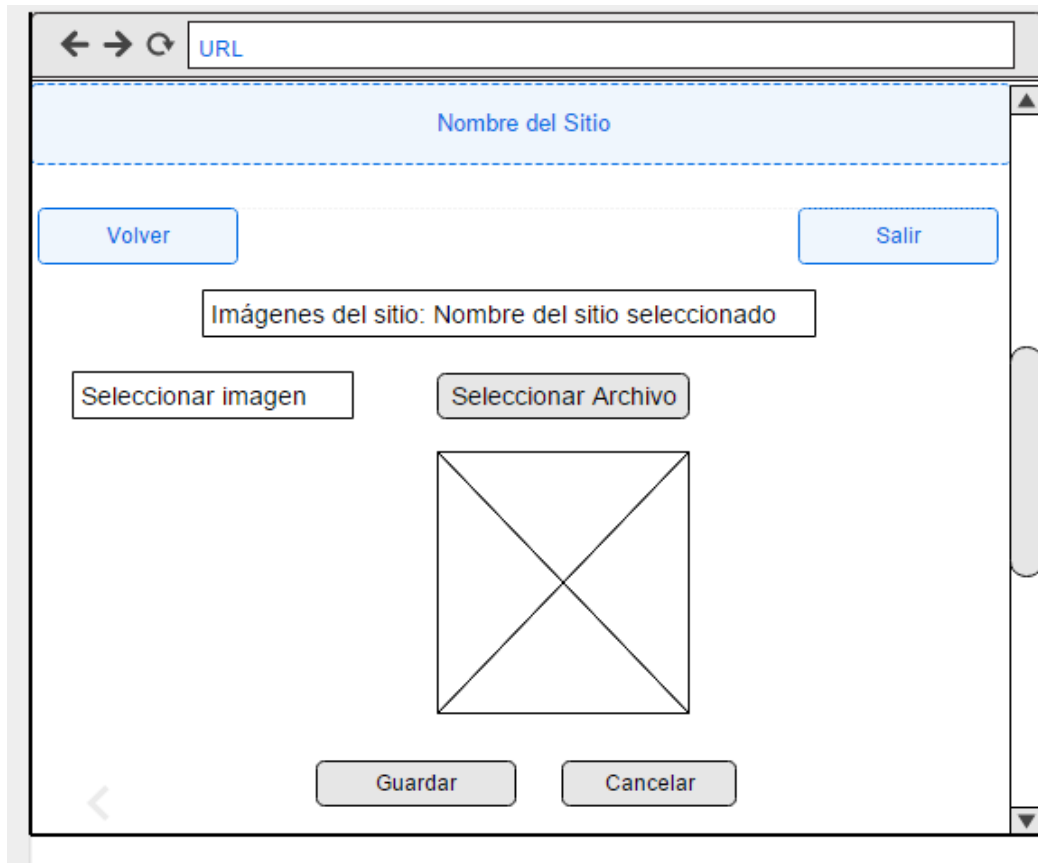 URL
Nombre del Sitio
Volver
Salir
Imágenes del sitio: Nombre del sitio seleccionado
Seleccionar imagen
Seleccionar Archivo
Guardar
Cancelar